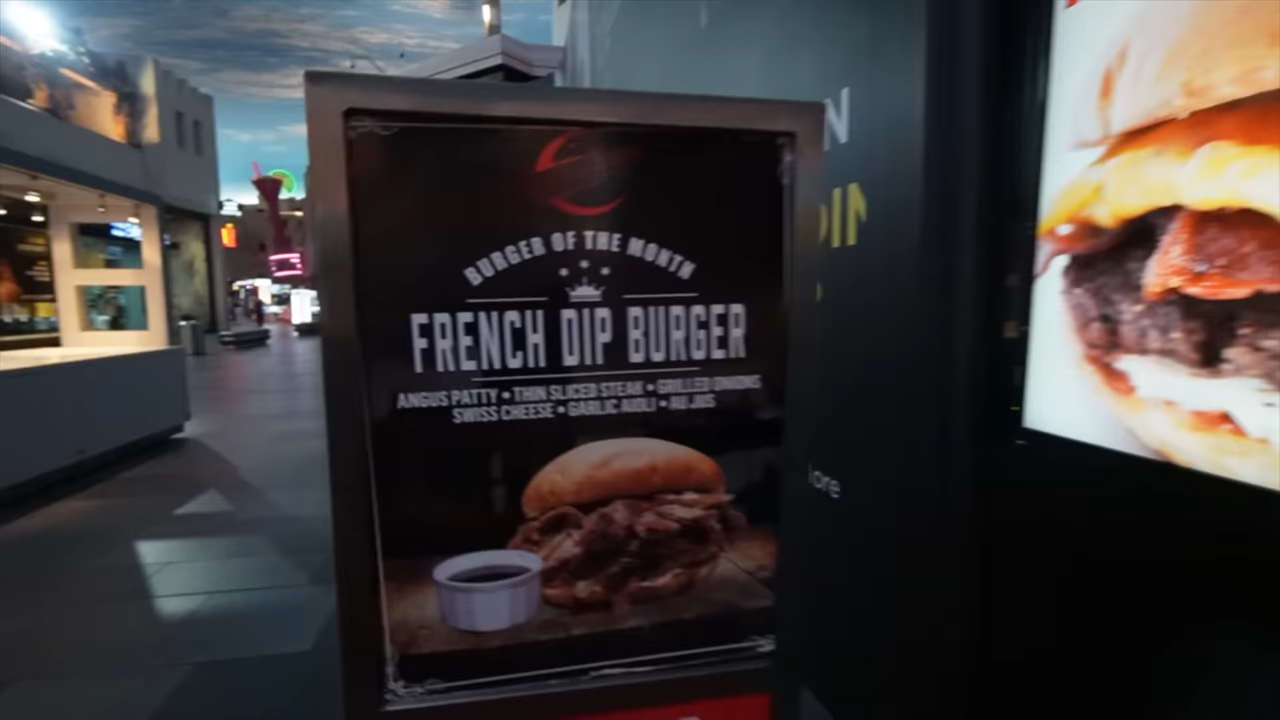 BURGER OF THE MONTH
FRENCH DIP BURGER
ANGUS PATTY • THIN SLICED STEAK • GRILLED ONIONS
SWISS CHEESE • GARLIC AIOLI • AU JUS